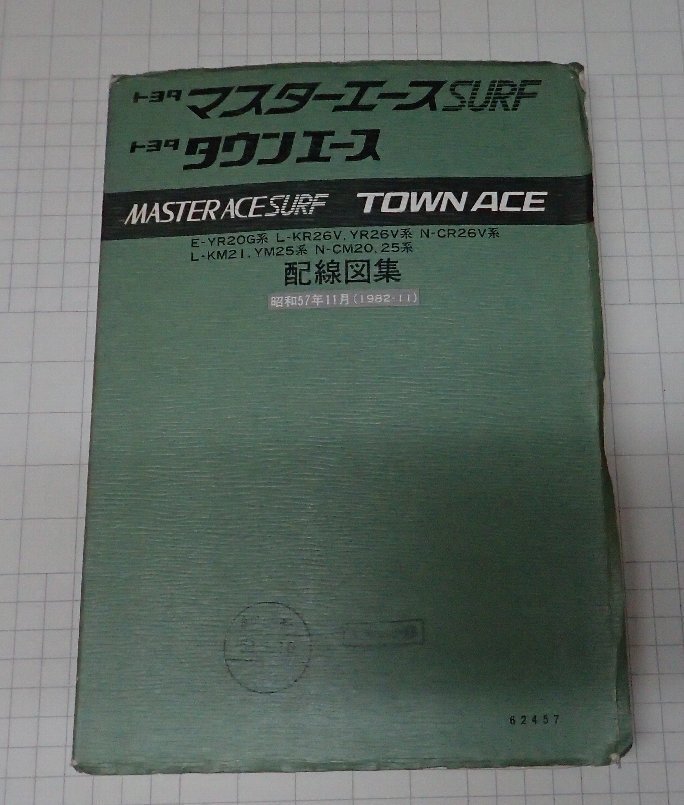 トヨタ マスターエースSURF
トヨタ タウンエース
MASTER ACE SURF TOWN ACE
E-YR20G系 L-KR26V, YR26V系 N-CR26V系
L-KM21, YM25系 N-CM20, 25系
配線図集
昭和57年11月(1982-11)
62457